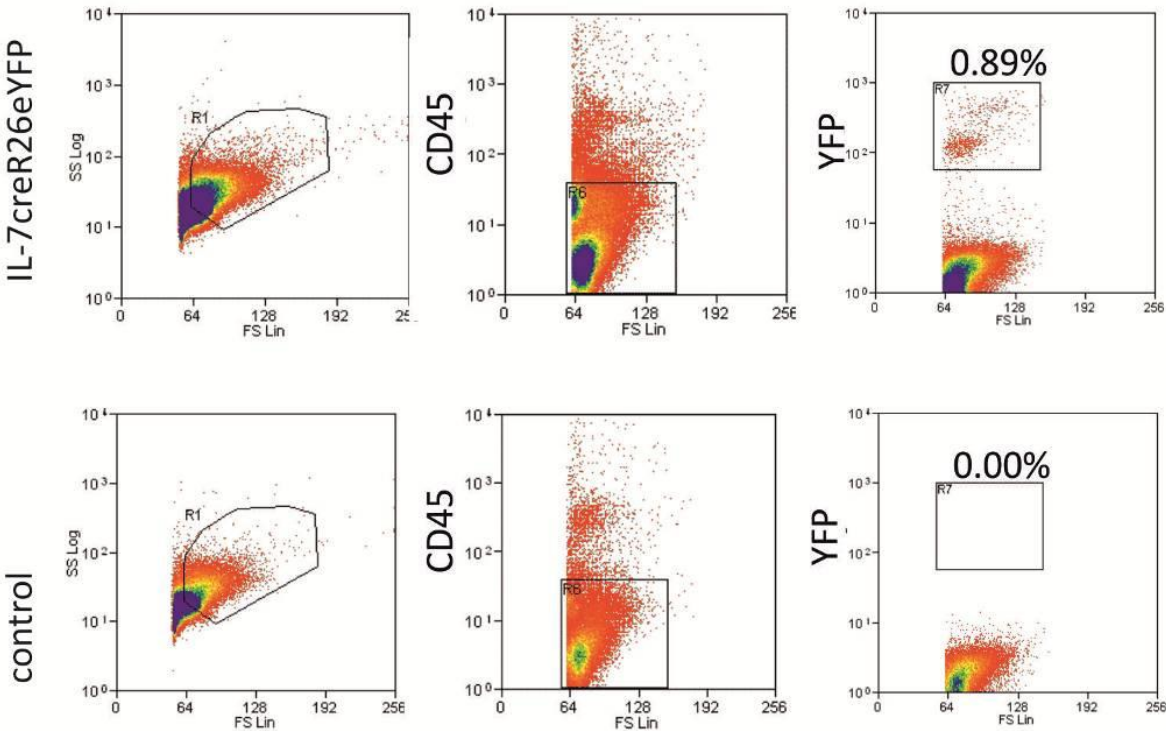 IL-7creR26eYFP
10⁴
10³
10²
10¹
10⁰
SS Log
R1
0 64 128 192 25
FS Lin
CD45
10⁴
10³
10²
10¹
10⁰
R6
0 64 128 192 256
FS Lin
YFP
10⁴
10³
10²
10¹
10⁰
0.89%
R7
0 64 128 192 256
FS Lin
control
10⁴
10³
10²
10¹
10⁰
SS Log
R1
0 64 128 192 256
FS Lin
CD45
10⁴
10³
10²
10¹
10⁰
R6
0 64 128 192 256
FS Lin
YFP
10⁴
10³
10²
10¹
10⁰
0.00%
R7
0 64 128 192 256
FS Lin